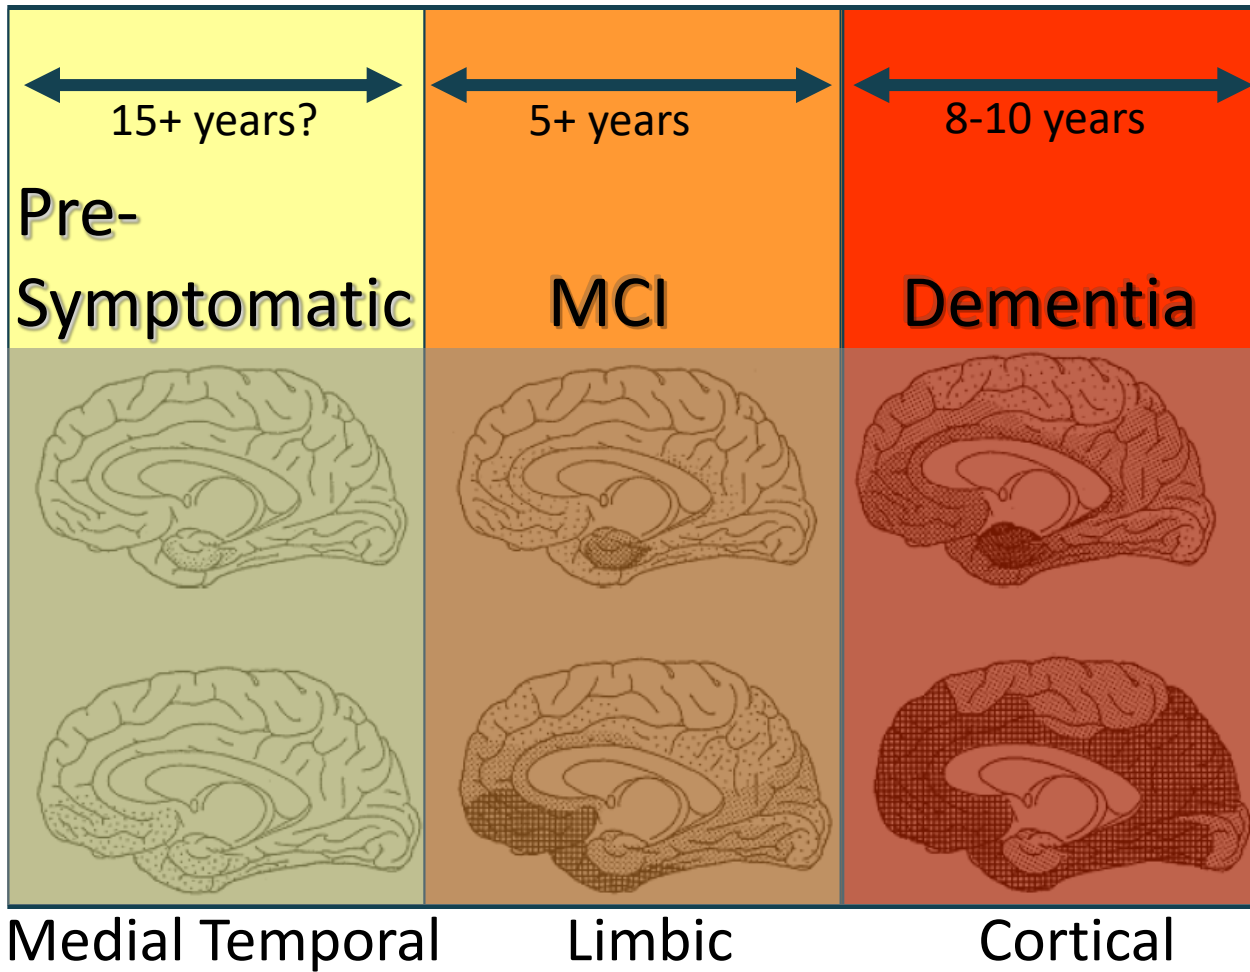 15+ years?
5+ years
8-10 years
Pre-
Symptomatic
MCI
Dementia
Medial Temporal
Limbic
Cortical